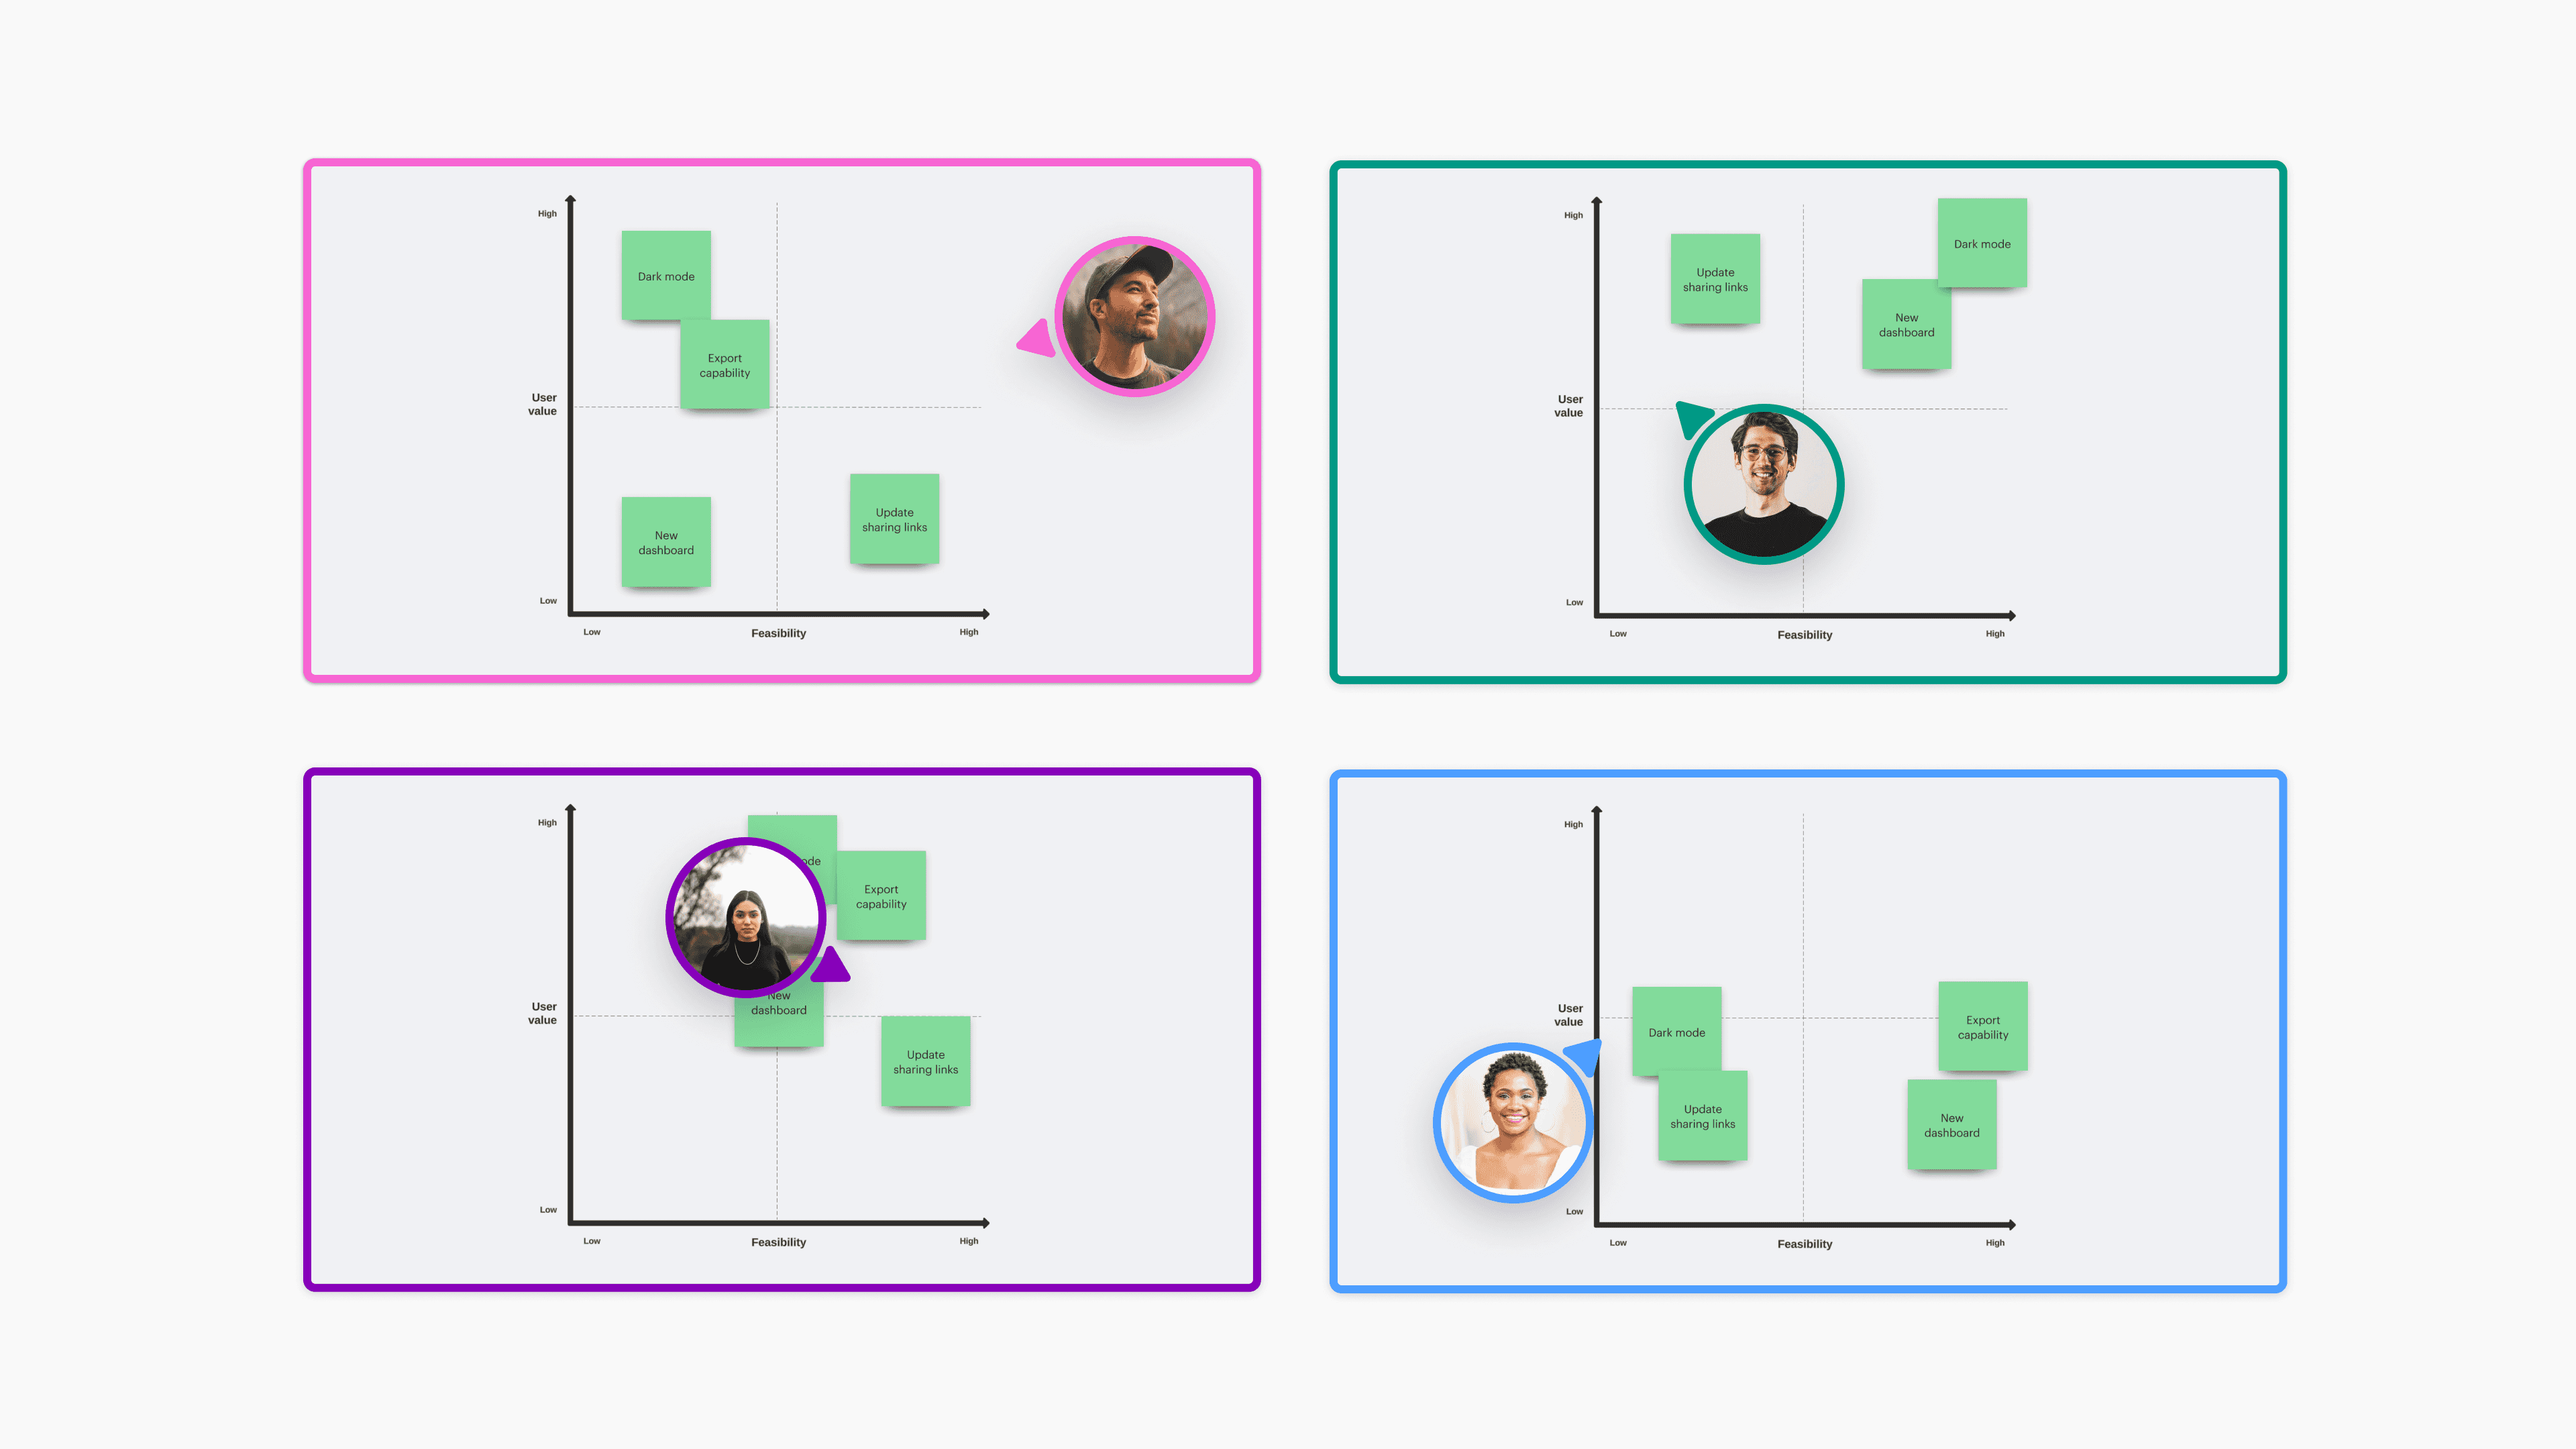 High
Dark mode
Export
capability
User
value
Update
sharing links
New
dashboard
Low
Low
Feasibility
High
High
Dark mode
Update
sharing links
New
dashboard
User
value
Low
Low
Feasibility
High
High
Export
capability
New
dashboard
User
value
Update
sharing links
Low
Low
Feasibility
High
High
User
value
Dark mode
Export
capability
Update
sharing links
New
dashboard
Low
Low
Feasibility
High